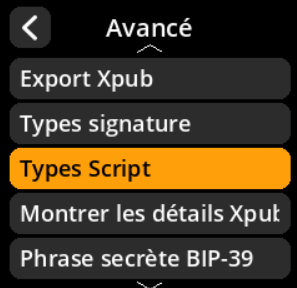 Avancé
Export Xpub
Types signature
Types Script
Montrer les détails Xpub
Phrase secrète BIP-39